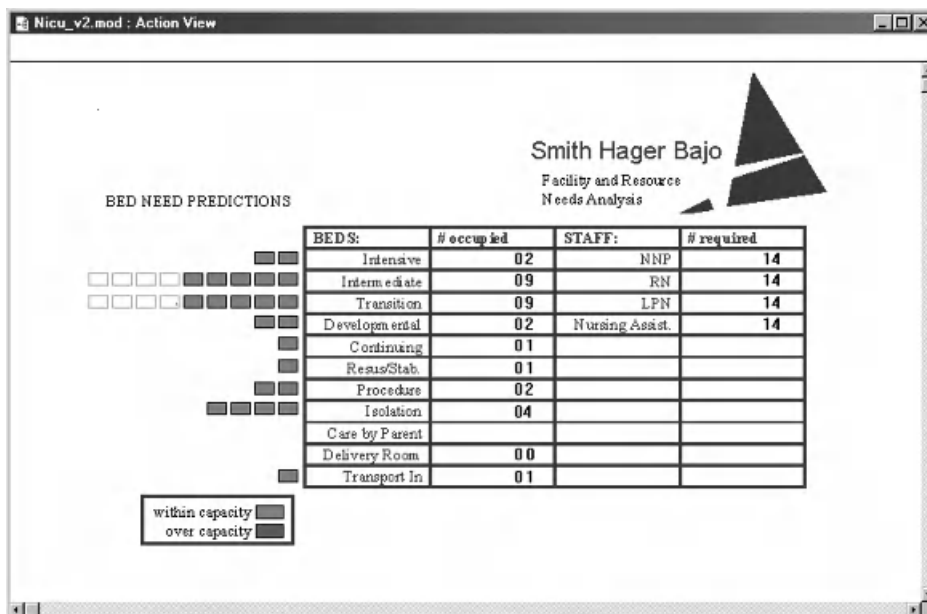 Nicu_v2.mod : Action View
Smith Hager Bajo
Facility and Resource
Needs Analysis
BED NEED PREDICTIONS
BEDS: # occupied STAFF: # required
Intensive 02 NNP 14
Intermediate 09 RN 14
Transition 09 LPN 14
Developmental 02 Nursing Assist. 14
Continuing 01
Resus/Stab. 01
Procedure 02
Isolation 04
Care by Parent
Delivery Room 00
Transport In 01
within capacity
over capacity